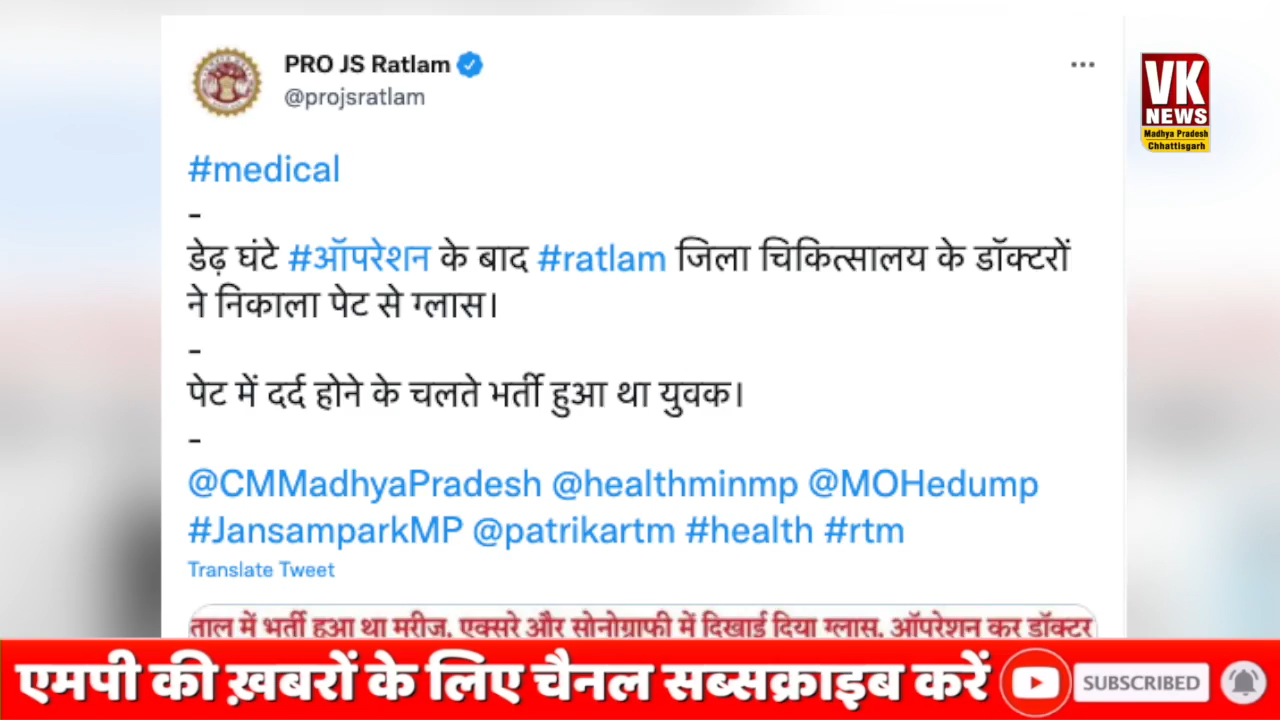 PRO JS Ratlam
@projsratlam
VK
NEWS
Madhya Pradesh
Chhattisgarh
#medical
-
डेढ़ घंटे #ऑपरेशन के बाद #ratlam जिला चिकित्सालय के डॉक्टरों
ने निकाला पेट से ग्लास।
-
पेट में दर्द होने के चलते भर्ती हुआ था युवक।
-
@CMMadhyaPradesh @healthminmp @MOHedump
#JansamparkMP @patrikartm #health #rtm
Translate Tweet
ताल में भर्ती हुआ था मरीज, एक्सरे और सोनोग्राफी में दिखाई दिया ग्लास, ऑपरेशन कर डॉक्टर
एमपी की ख़बरों के लिए चैनल सब्सक्राइब करें
SUBSCRIBED